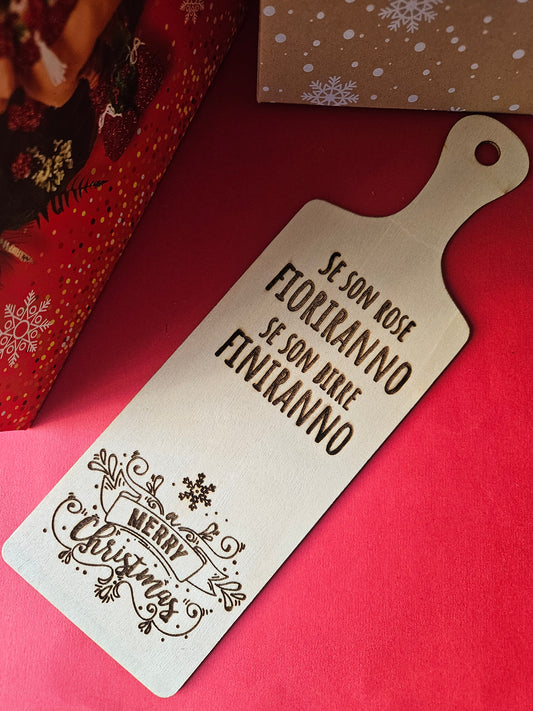 SE SON ROSE
FIORIRANNO
SE SON BIRRE
FINIRANNO
a
MERRY
Christmas